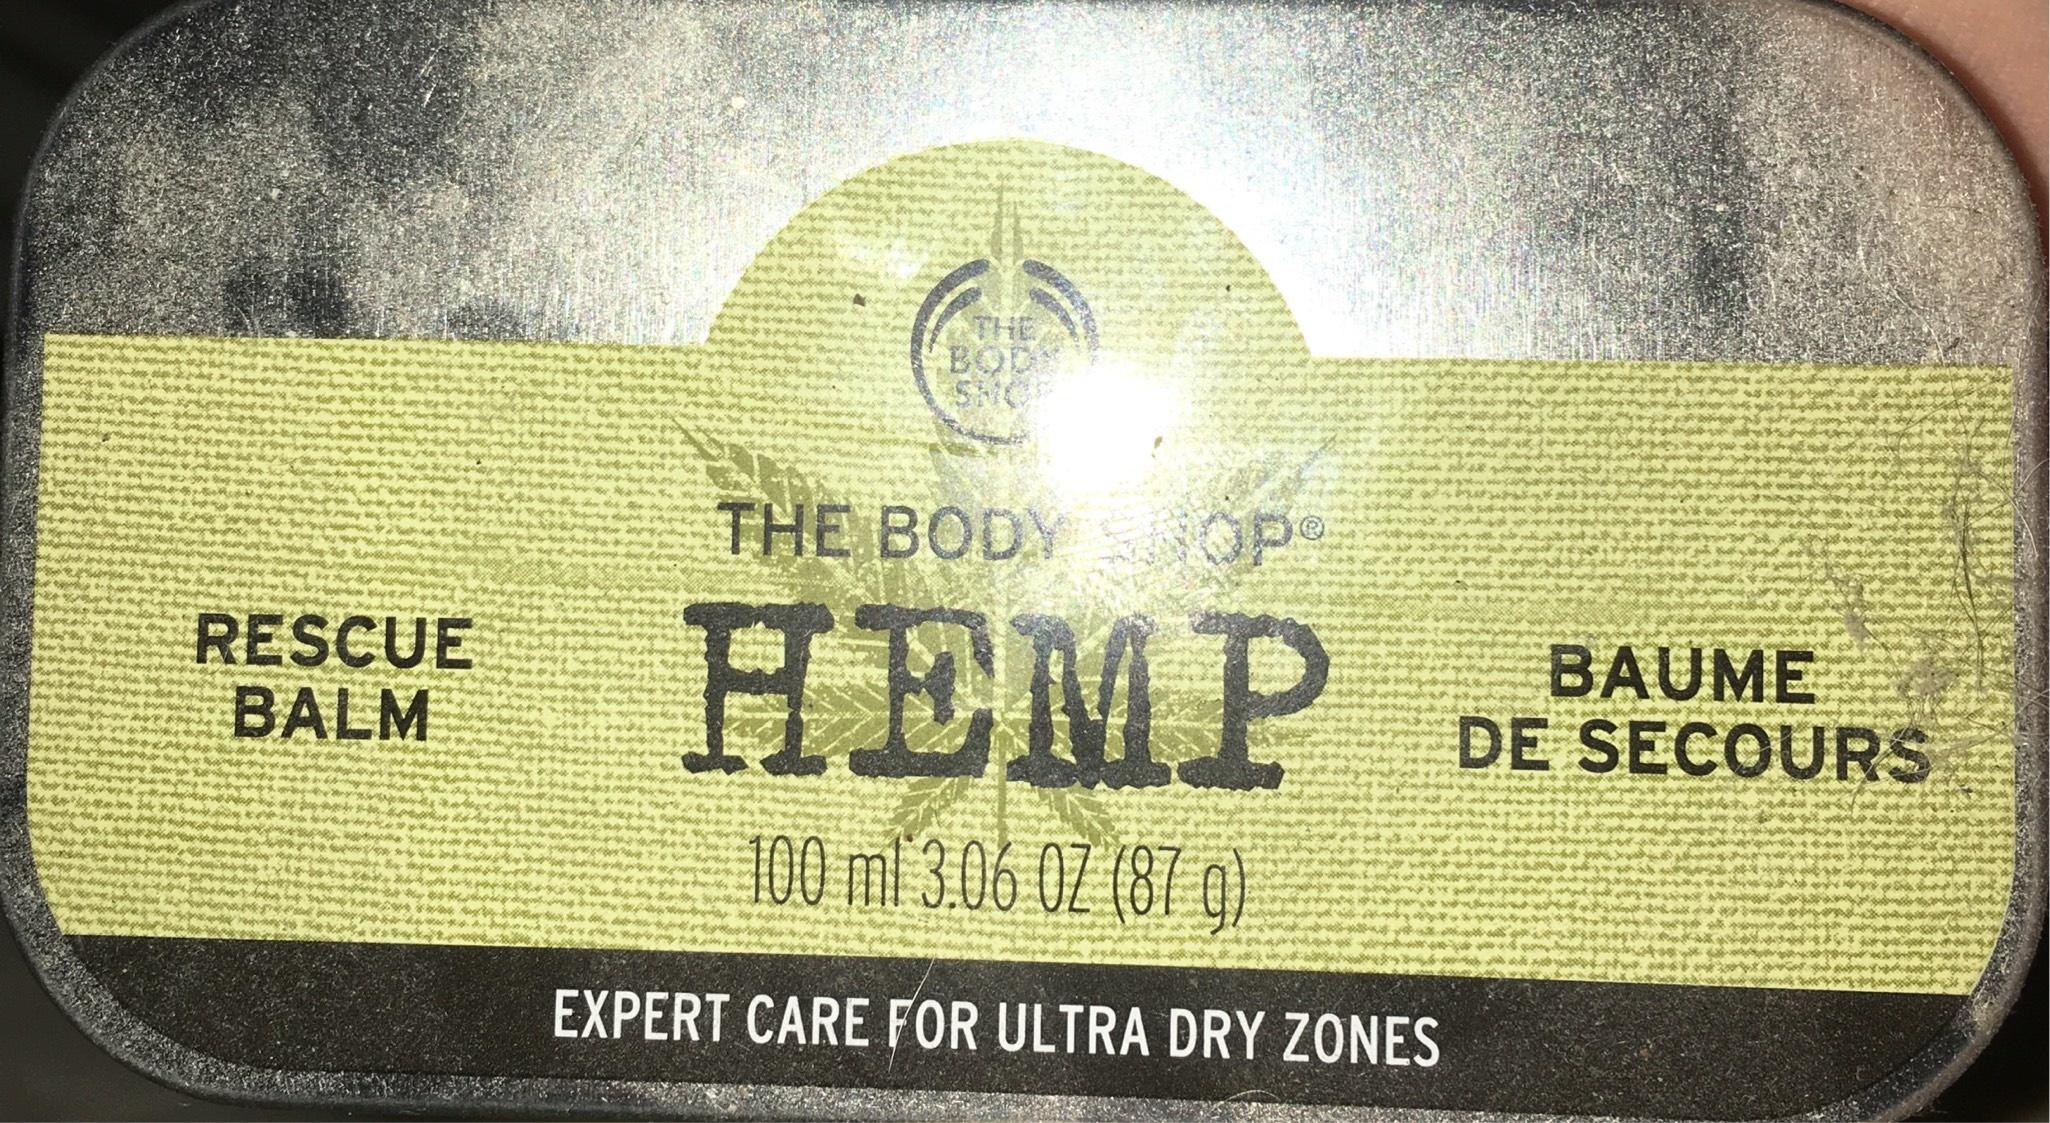 THE
BODY
SHOP
THE BODY SHOP®
RESCUE
BALM
HEMP
BAUME
DE SECOURS
100 ml 3.06 OZ (87 g)
EXPERT CARE FOR ULTRA DRY ZONES